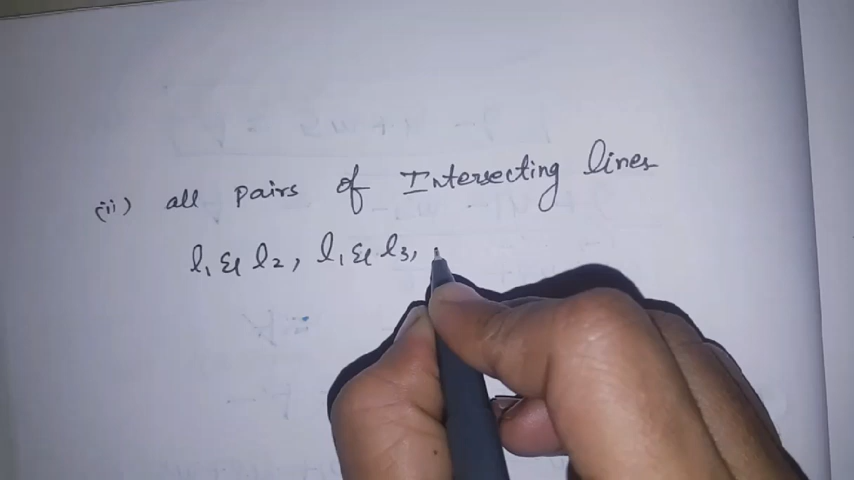 (ii) all pairs of Intersecting lines
l₁ & l₂, l₁ & l₃,